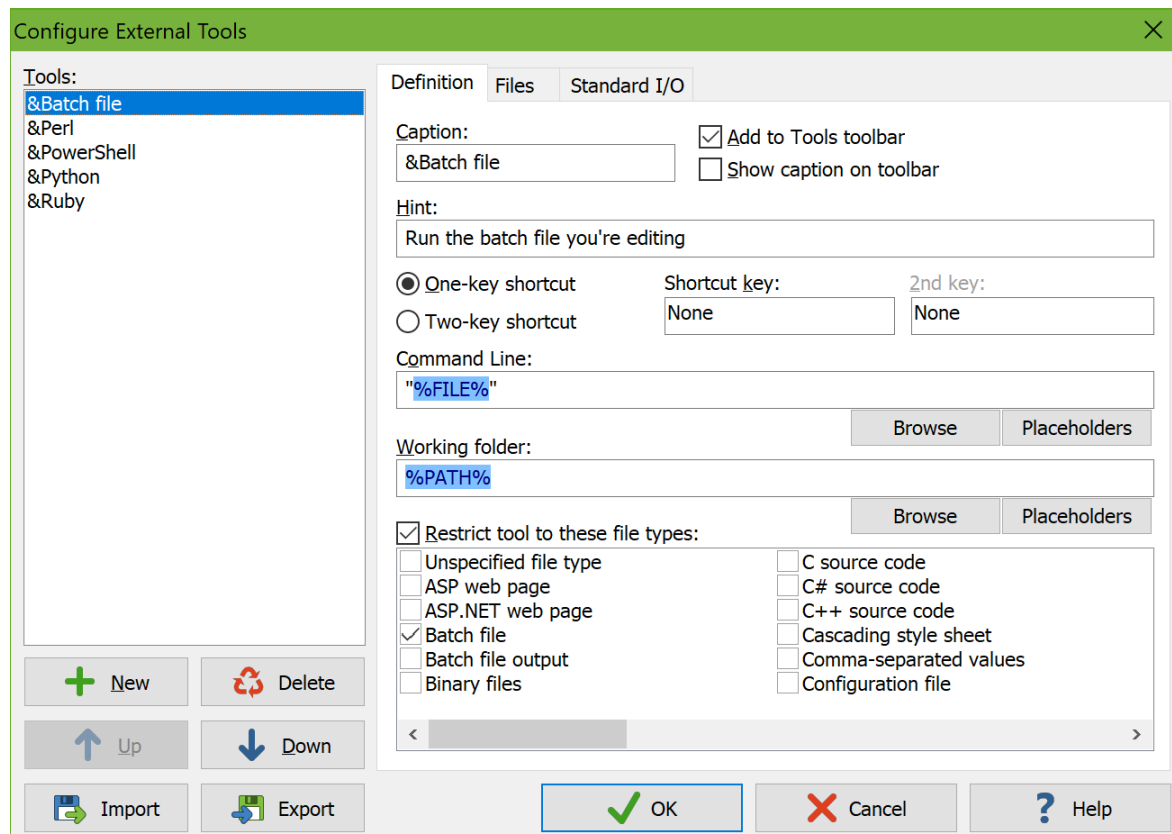 Configure External Tools
Tools:
&Batch file
&Perl
&PowerShell
&Python
&Ruby
New
Delete
Up
Down
Import
Export
Definition
Files
Standard I/O
Caption:
&Batch file
Add to Tools toolbar
Show caption on toolbar
Hint:
Run the batch file you're editing
One-key shortcut
Two-key shortcut
Shortcut key:
None
2nd key:
None
Command Line:
"%FILE%"
Browse
Placeholders
Working folder:
%PATH%
Browse
Placeholders
Restrict tool to these file types:
Unspecified file type
ASP web page
ASP.NET web page
Batch file
Batch file output
Binary files
C source code
C# source code
C++ source code
Cascading style sheet
Comma-separated values
Configuration file
OK
Cancel
? Help